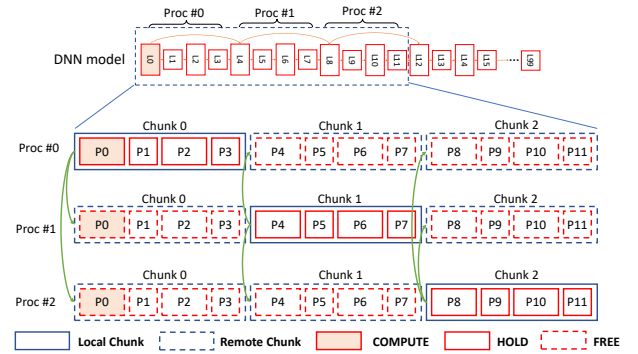 Proc #0 Proc #1 Proc #2
DNN model L0 L1 L2 L3 L4 L5 L6 L7 L8 L9 L10 L11 L12 L13 L14 L15 ... L99
Chunk 0 Chunk 1 Chunk 2
Proc #0 P0 P1 P2 P3 P4 P5 P6 P7 P8 P9 P10 P11
Chunk 0 Chunk 1 Chunk 2
Proc #1 P0 P1 P2 P3 P4 P5 P6 P7 P8 P9 P10 P11
Chunk 0 Chunk 1 Chunk 2
Proc #2 P0 P1 P2 P3 P4 P5 P6 P7 P8 P9 P10 P11
Local Chunk Remote Chunk COMPUTE HOLD FREE